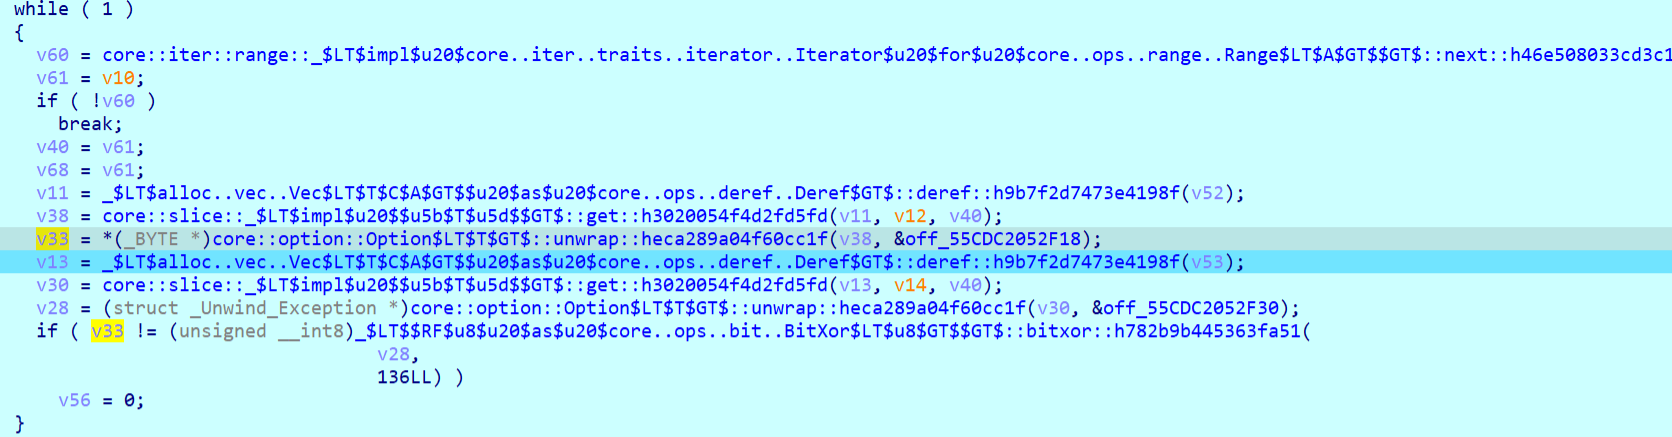 while ( 1 )
{
v60 = core::iter::range::_$LT$impl$u20$core..iter..traits..iterator..Iterator$u20$for$u20$core..ops..range..Range$LT$A$GT$$GT$::next::h46e508033cd3c1
v61 = v10;
if ( !v60 )
break;
v40 = v61;
v68 = v61;
v11 = _$LT$alloc..vec..Vec$LT$T$C$A$GT$$u20$as$u20$core..ops..deref..Deref$GT$::deref::h9b7f2d7473e4198f(v52);
v38 = core::slice::_$LT$impl$u20$$u5b$T$u5d$$GT$::get::h3020054f4d2fd5fd(v11, v12, v40);
v33 = *(_BYTE *)core::option::Option$LT$T$GT$::unwrap::heca289a04f60cc1f(v38, &off_55CDC2052F18);
v13 = _$LT$alloc..vec..Vec$LT$T$C$A$GT$$u20$as$u20$core..ops..deref..Deref$GT$::deref::h9b7f2d7473e4198f(v53);
v30 = core::slice::_$LT$impl$u20$$u5b$T$u5d$$GT$::get::h3020054f4d2fd5fd(v13, v14, v40);
v28 = (struct _Unwind_Exception *)core::option::Option$LT$T$GT$::unwrap::heca289a04f60cc1f(v30, &off_55CDC2052F30);
if ( v33 != (unsigned __int8)_$LT$$RF$u8$u20$as$u20$core..ops..bit..BitXor$LT$u8$GT$$GT$::bitxor::h782b9b445363fa51(
v28,
136LL) )
v56 = 0;
}